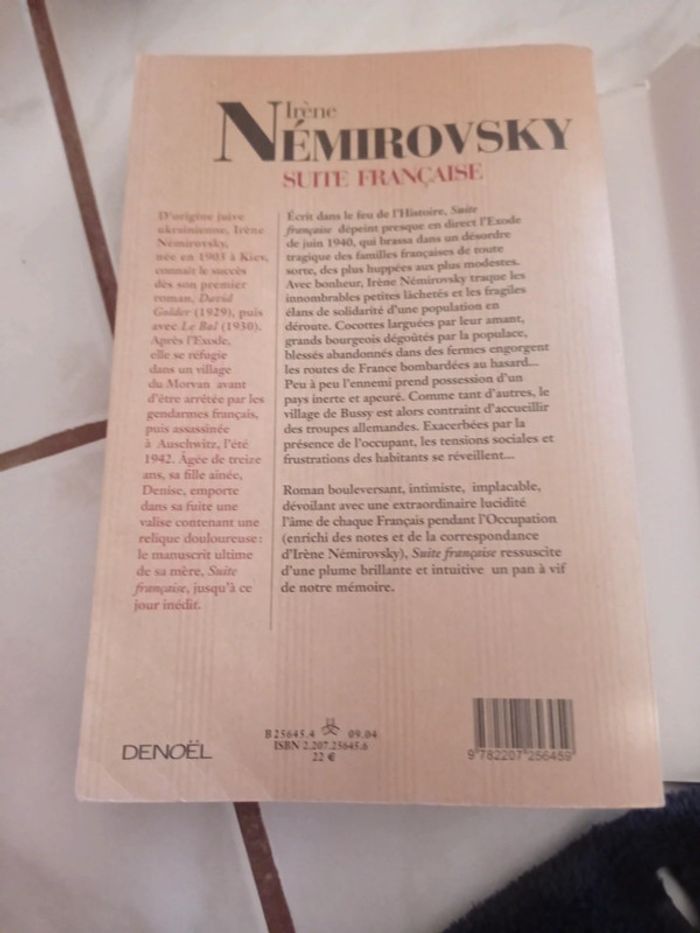 Irène
NÉMIROVSKY
SUITE FRANÇAISE
D'origine juive
ukrainienne, Irène
Némirovsky,
née en 1903 à Kiev,
connaît le succès
dès son premier
roman, David
Golder (1929), puis
avec Le Bal (1930).
Après l'Exode,
elle se réfugie
dans un village
du Morvan avant
d'être arrêtée par les
gendarmes français,
puis assassinée
à Auschwitz, l'été
1942. Âgée de treize
ans, sa fille aînée,
Denise, emporte
dans sa fuite une
valise contenant une
relique douloureuse :
le manuscrit ultime
de sa mère, Suite
française, jusqu'à ce
jour inédit.
Écrit dans le feu de l'Histoire, Suite
française dépeint presque en direct l'Exode
de juin 1940, qui brassa dans un désordre
tragique des familles françaises de toute
sorte, des plus huppées aux plus modestes.
Avec bonheur, Irène Némirovsky traque les
innombrables petites lâchetés et les fragiles
élans de solidarité d'une population en
déroute. Cocottes larguées par leur amant,
grands bourgeois dégoûtés par la populace,
blessés abandonnés dans des fermes engorgent
les routes de France bombardées au hasard...
Peu à peu l'ennemi prend possession d'un
pays inerte et apeuré. Comme tant d'autres, le
village de Bussy est alors contraint d'accueillir
des troupes allemandes. Exacerbées par la
présence de l'occupant, les tensions sociales et
frustrations des habitants se réveillent...
Roman bouleversant, intimiste, implacable,
dévoilant avec une extraordinaire lucidité
l'âme de chaque Français pendant l'Occupation
(enrichi des notes et de la correspondance
d'Irène Némirovsky), Suite française ressuscite
d'une plume brillante et intuitive un pan à vif
de notre mémoire.
DENOËL
B 25645.4 09.04
ISBN 2.207.25645.6
22 €
9 782207 256459